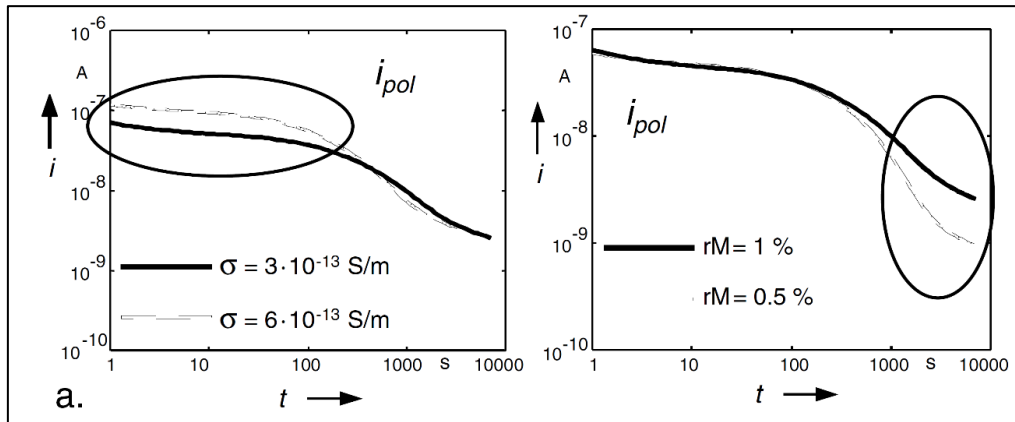 10⁻⁶
A
10⁻⁷
i
10⁻⁸
10⁻⁹
10⁻¹⁰
i_pol
σ = 3·10⁻¹³ S/m
σ = 6·10⁻¹³ S/m
1 10 100 1000 s 10000
t
a.
10⁻⁷
A
10⁻⁸
i
10⁻⁹
10⁻¹⁰
i_pol
rM= 1 %
rM= 0.5 %
1 10 100 1000 s 10000
t